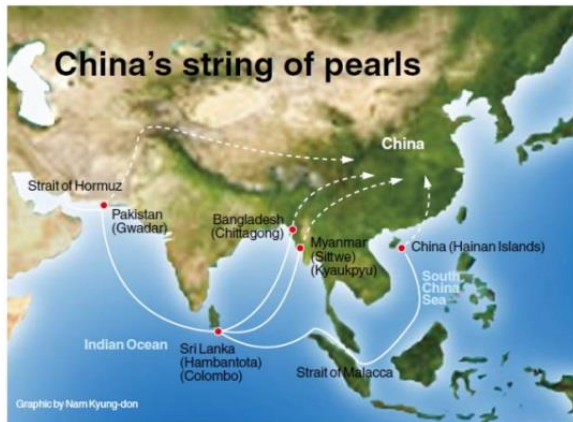 China's string of pearls
China
Strait of Hormuz
Pakistan
(Gwadar)
Bangladesh
(Chittagong)
Myanmar
(Sittwe)
(Kyaukpyu)
China (Hainan Islands)
South
China
Sea
Indian Ocean
Sri Lanka
(Hambantota)
(Colombo)
Strait of Malacca
Graphic by Nam Kyung-don